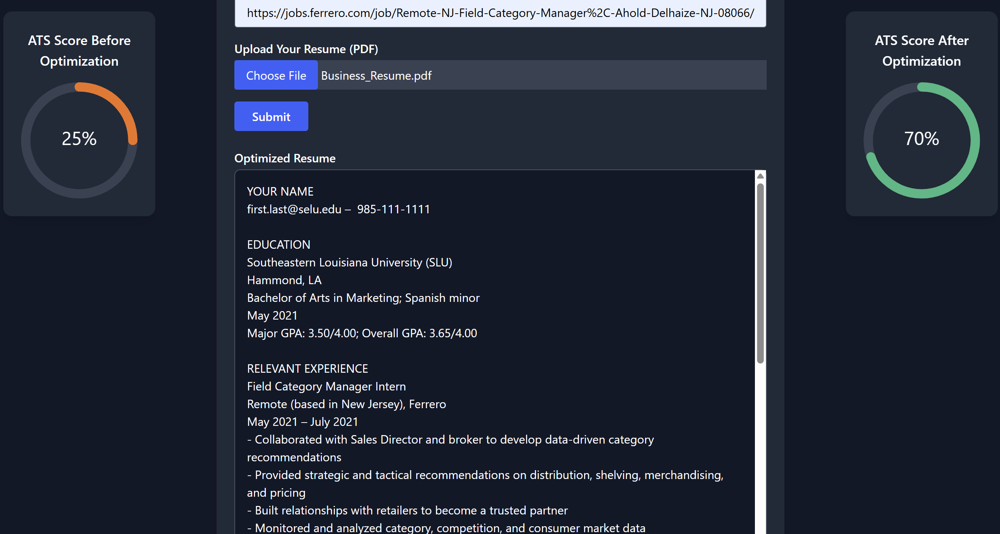 https://jobs.ferrero.com/job/Remote-NJ-Field-Category-Manager%2C-Ahold-Delhaize-NJ-08066/
ATS Score Before
Optimization
25%
Upload Your Resume (PDF)
Choose File Business_Resume.pdf
Submit
Optimized Resume
YOUR NAME
first.last@selu.edu – 985-111-1111
EDUCATION
Southeastern Louisiana University (SLU)
Hammond, LA
Bachelor of Arts in Marketing; Spanish minor
May 2021
Major GPA: 3.50/4.00; Overall GPA: 3.65/4.00
RELEVANT EXPERIENCE
Field Category Manager Intern
Remote (based in New Jersey), Ferrero
May 2021 – July 2021
- Collaborated with Sales Director and broker to develop data-driven category
recommendations
- Provided strategic and tactical recommendations on distribution, shelving, merchandising,
and pricing
- Built relationships with retailers to become a trusted partner
- Monitored and analyzed category, competition, and consumer market data
ATS Score After
Optimization
70%